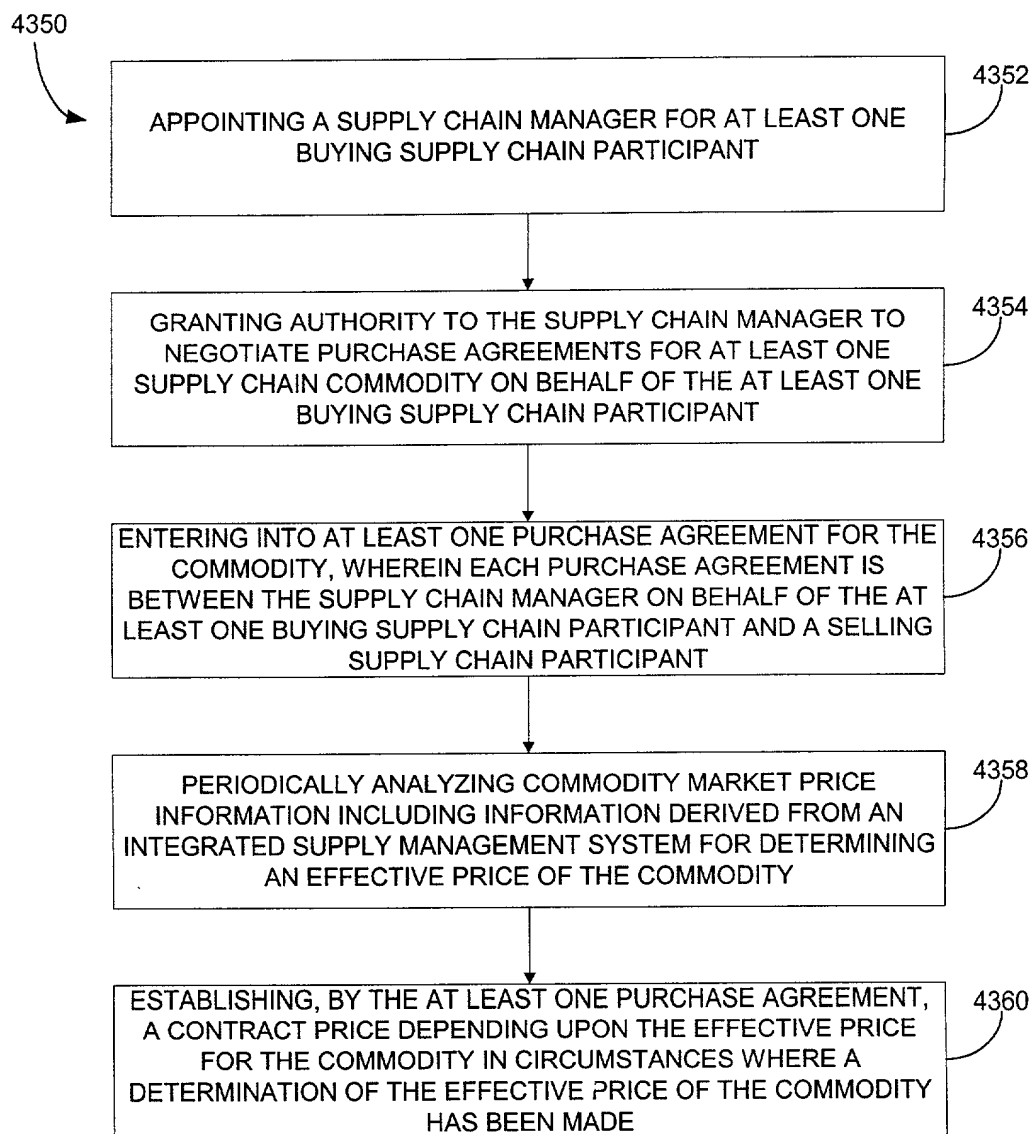 4350
4352
APPOINTING A SUPPLY CHAIN MANAGER FOR AT LEAST ONE
BUYING SUPPLY CHAIN PARTICIPANT
4354
GRANTING AUTHORITY TO THE SUPPLY CHAIN MANAGER TO
NEGOTIATE PURCHASE AGREEMENTS FOR AT LEAST ONE
SUPPLY CHAIN COMMODITY ON BEHALF OF THE AT LEAST ONE
BUYING SUPPLY CHAIN PARTICIPANT
4356
ENTERING INTO AT LEAST ONE PURCHASE AGREEMENT FOR THE
COMMODITY, WHEREIN EACH PURCHASE AGREEMENT IS
BETWEEN THE SUPPLY CHAIN MANAGER ON BEHALF OF THE AT
LEAST ONE BUYING SUPPLY CHAIN PARTICIPANT AND A SELLING
SUPPLY CHAIN PARTICIPANT
4358
PERIODICALLY ANALYZING COMMODITY MARKET PRICE
INFORMATION INCLUDING INFORMATION DERIVED FROM AN
INTEGRATED SUPPLY MANAGEMENT SYSTEM FOR DETERMINING
AN EFFECTIVE PRICE OF THE COMMODITY
4360
ESTABLISHING, BY THE AT LEAST ONE PURCHASE AGREEMENT,
A CONTRACT PRICE DEPENDING UPON THE EFFECTIVE PRICE
FOR THE COMMODITY IN CIRCUMSTANCES WHERE A
DETERMINATION OF THE EFFECTIVE PRICE OF THE COMMODITY
HAS BEEN MADE